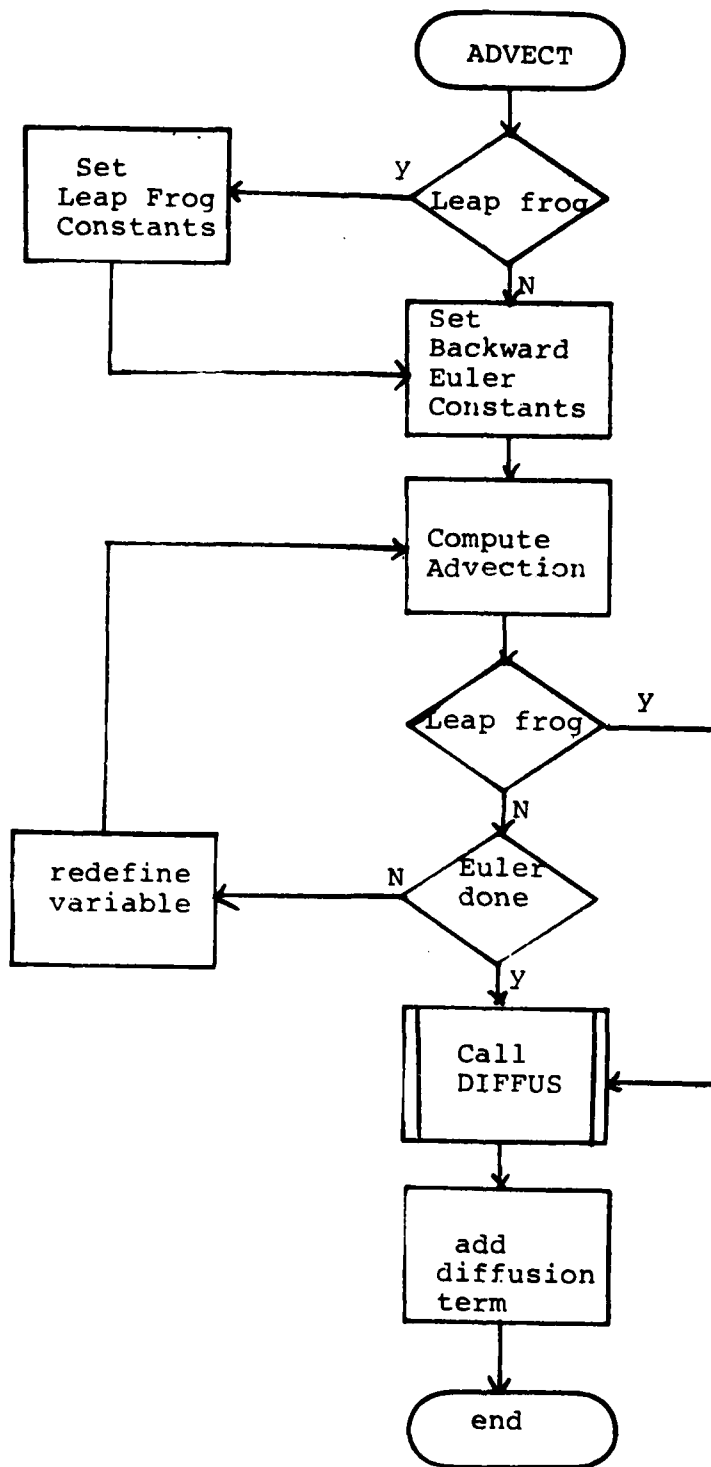 ADVECT
y
Set
Leap Frog
Constants
Leap frog
N
Set
Backward
Euler
Constants
Compute
Advection
Leap frog
y
N
Euler
done
N
redefine
variable
y
Call
DIFFUS
add
diffusion
term
end